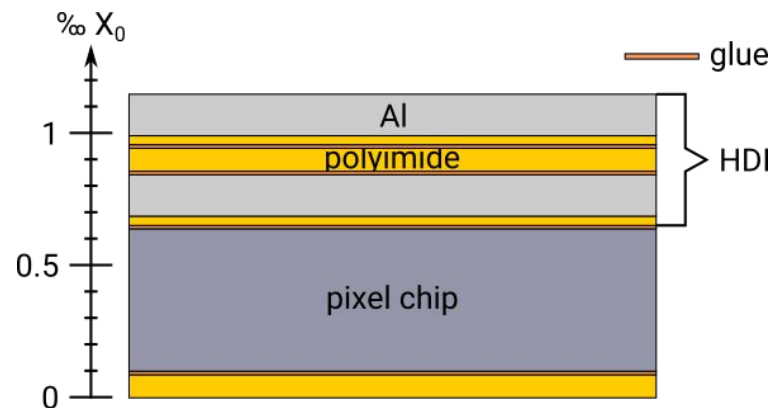 ‰ X₀
glue
Al
1
polyimide
HDI
0.5
pixel chip
0